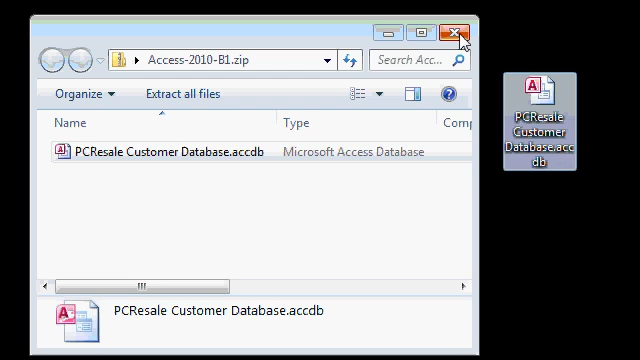 Access-2010-B1.zip
Search Acc...
Organize
Extract all files
Name
Type
Comp
PCResale Customer Database.accdb
Microsoft Access Database
PCResale Customer Database.accdb
PCResale
Customer
Database.acc
db